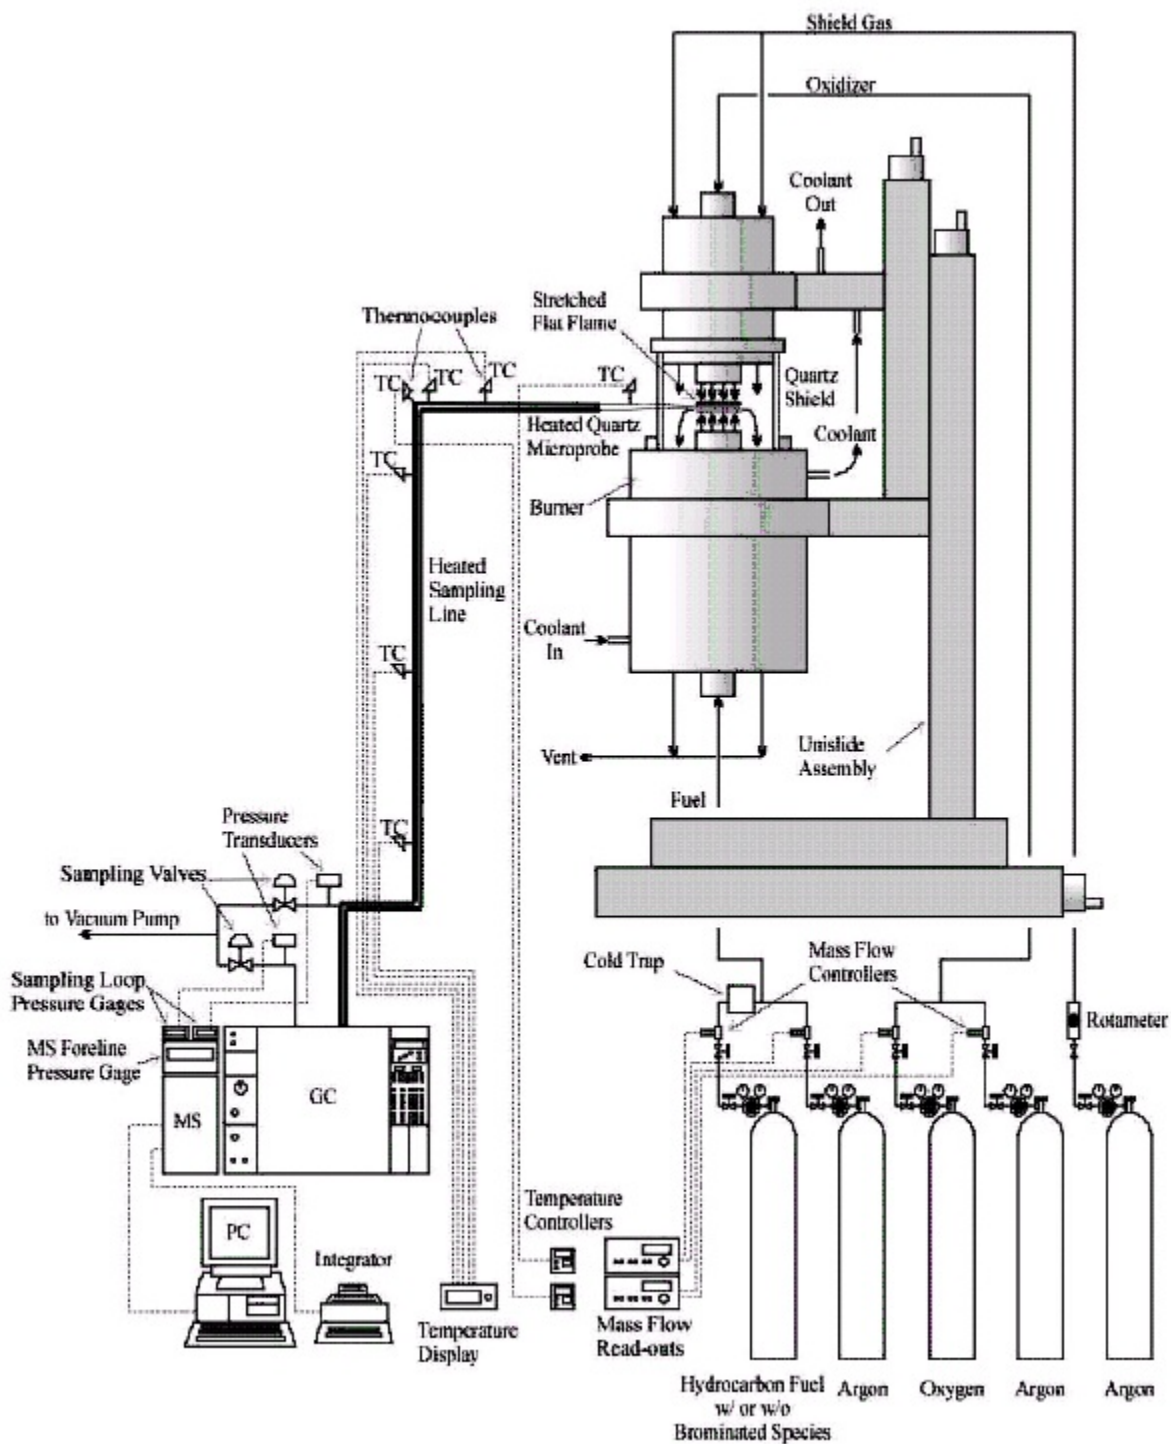 Shield Gas
Oxidizer
Coolant
Out
Stretched
Flat Flame
Thermocouples
TC
TC
TC
TC
Quartz
Shield
Heated Quartz
Microprobe
Coolant
TC
Burner
Heated
Sampling
Line
Coolant
In
TC
Unislide
Assembly
Vent
Fuel
Pressure
Transducers
TC
Sampling Valves
to Vacuum Pump
Cold Trap
Mass Flow
Controllers
Sampling Loop
Pressure Gages
Rotameter
MS Foreline
Pressure Gage
GC
MS
Temperature
Controllers
PC
Integrator
Temperature
Display
Mass Flow
Read-outs
Hydrocarbon Fuel
w/ or w/o
Brominated Species
Argon
Oxygen
Argon
Argon